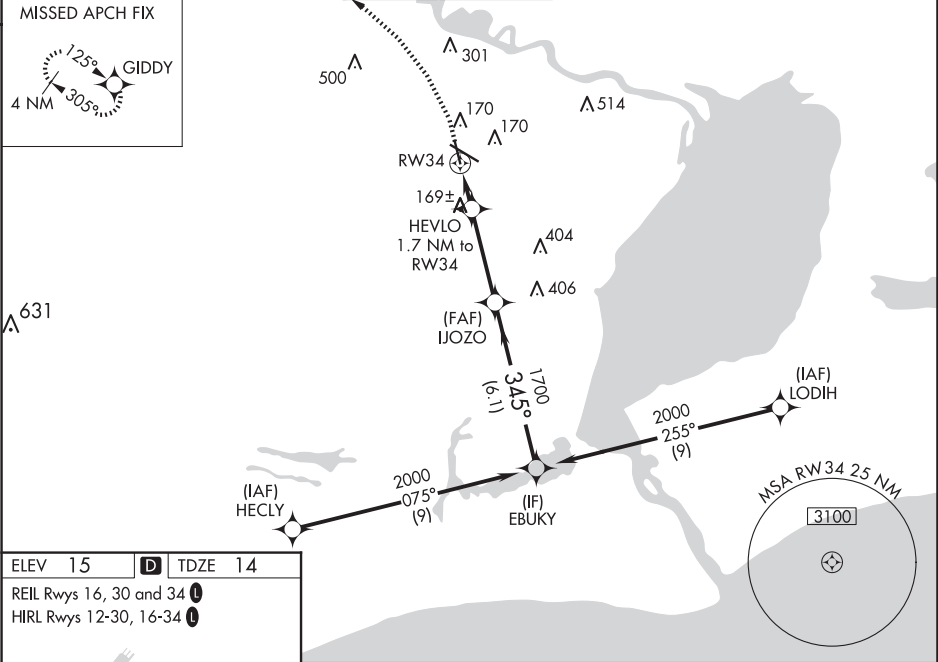 MISSED APCH FIX
125°
GIDDY
4 NM
305°
500
301
170
170
514
RW34
169±
HEVLO
1.7 NM to
RW34
404
406
631
(FAF)
IJOZO
1700
345°
(6.1)
(IAF)
LODIH
2000
255°
(9)
(IAF)
HECLY
2000
075°
(9)
(IF)
EBUKY
MSA RW34 25 NM
3100
ELEV 15 D TDZE 14
REIL Rwys 16, 30 and 34 L
HIRL Rwys 12-30, 16-34 L